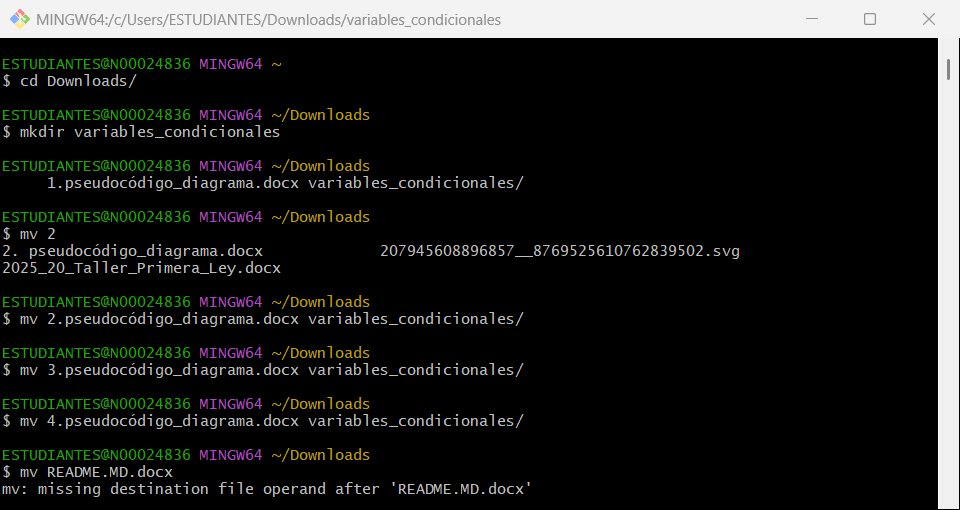 MINGW64:/c/Users/ESTUDIANTES/Downloads/variables_condicionales
ESTUDIANTES@N00024836 MINGW64 ~
$ cd Downloads/
ESTUDIANTES@N00024836 MINGW64 ~/Downloads
$ mkdir variables_condicionales
ESTUDIANTES@N00024836 MINGW64 ~/Downloads
1.pseudocódigo_diagrama.docx variables_condicionales/
ESTUDIANTES@N00024836 MINGW64 ~/Downloads
$ mv 2
2. pseudocódigo_diagrama.docx 207945608896857__8769525610762839502.svg
2025_20_Taller_Primera_Ley.docx
ESTUDIANTES@N00024836 MINGW64 ~/Downloads
$ mv 2.pseudocódigo_diagrama.docx variables_condicionales/
ESTUDIANTES@N00024836 MINGW64 ~/Downloads
$ mv 3.pseudocódigo_diagrama.docx variables_condicionales/
ESTUDIANTES@N00024836 MINGW64 ~/Downloads
$ mv 4.pseudocódigo_diagrama.docx variables_condicionales/
ESTUDIANTES@N00024836 MINGW64 ~/Downloads
$ mv README.MD.docx
mv: missing destination file operand after 'README.MD.docx'